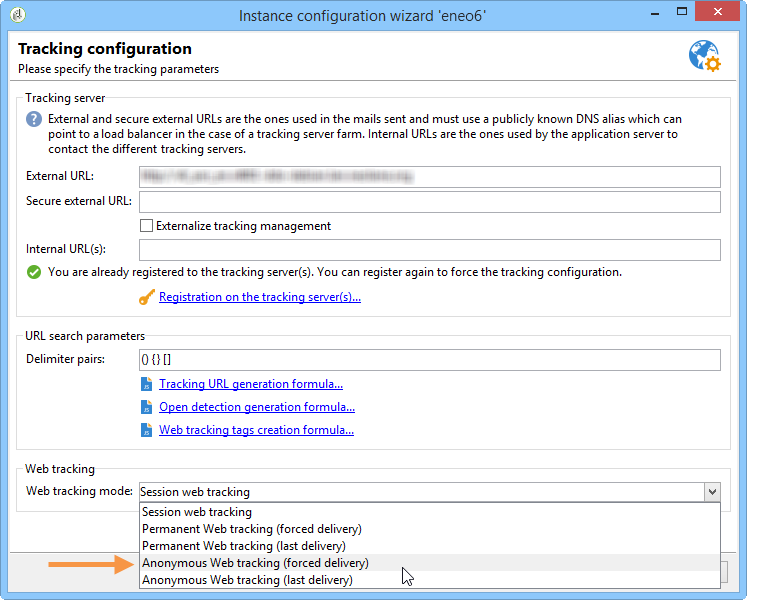 Instance configuration wizard 'eneo6'
Tracking configuration
Please specify the tracking parameters
Tracking server
External and secure external URLs are the ones used in the mails sent and must use a publicly known DNS alias which can
point to a load balancer in the case of a tracking server farm. Internal URLs are the ones used by the application server to
contact the different tracking servers.
External URL:
Secure external URL:
Externalize tracking management
Internal URL(s):
You are already registered to the tracking server(s). You can register again to force the tracking configuration.
Registration on the tracking server(s)...
URL search parameters
Delimiter pairs: () {} []
Tracking URL generation formula...
Open detection generation formula...
Web tracking tags creation formula...
Web tracking
Web tracking mode: Session web tracking
Session web tracking
Permanent Web tracking (forced delivery)
Permanent Web tracking (last delivery)
Anonymous Web tracking (forced delivery)
Anonymous Web tracking (last delivery)